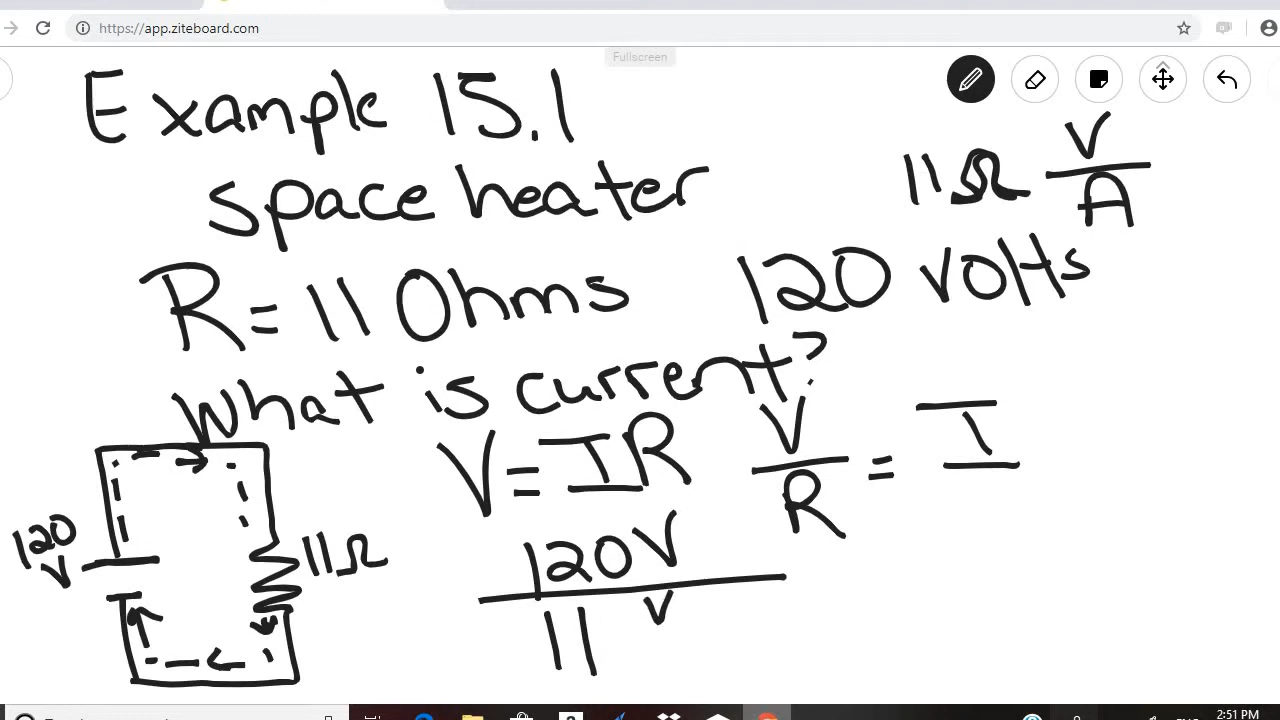 https://app.ziteboard.com
Fullscreen
Example 15.1
space heater
11Ω V/A
R = 11 Ohms
120 volts
What is current?
V = IR
V/R = I
120 V
11Ω
120V
11 V
2:51 PM